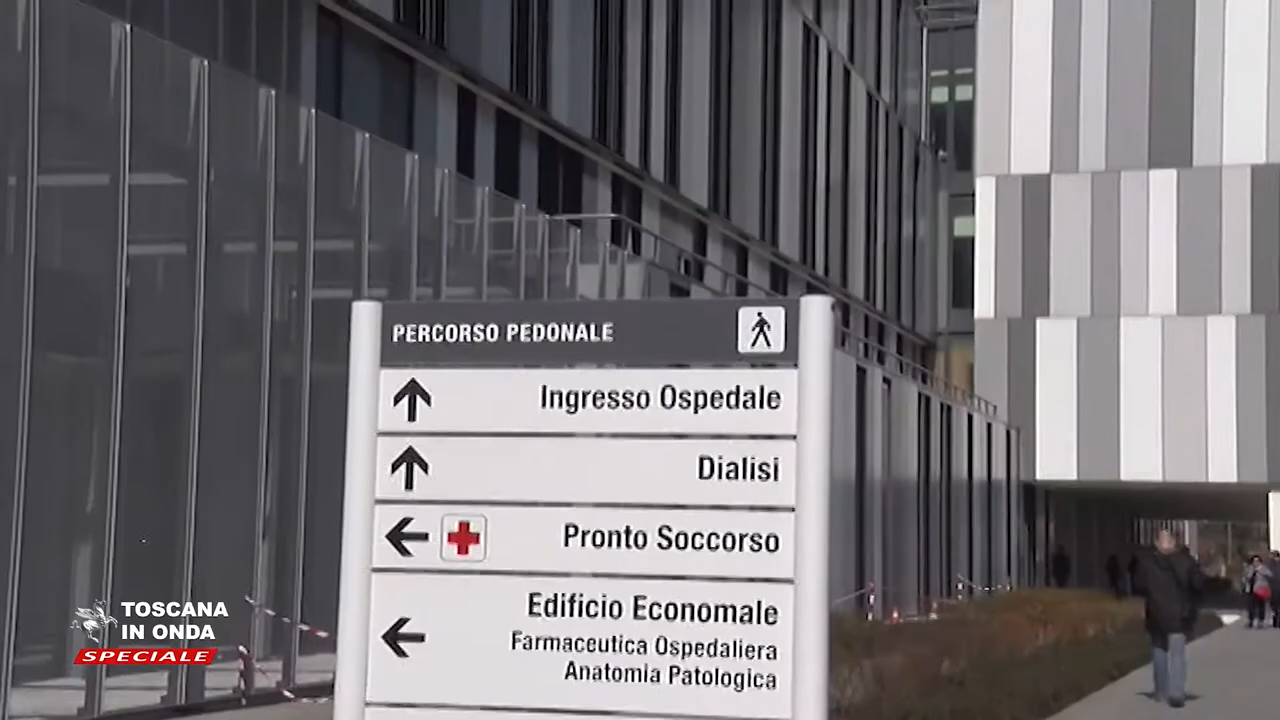 PERCORSO PEDONALE
Ingresso Ospedale
Dialisi
Pronto Soccorso
Edificio Economale
Farmaceutica Ospedaliera
Anatomia Patologica
TOSCANA
IN ONDA
SPECIALE